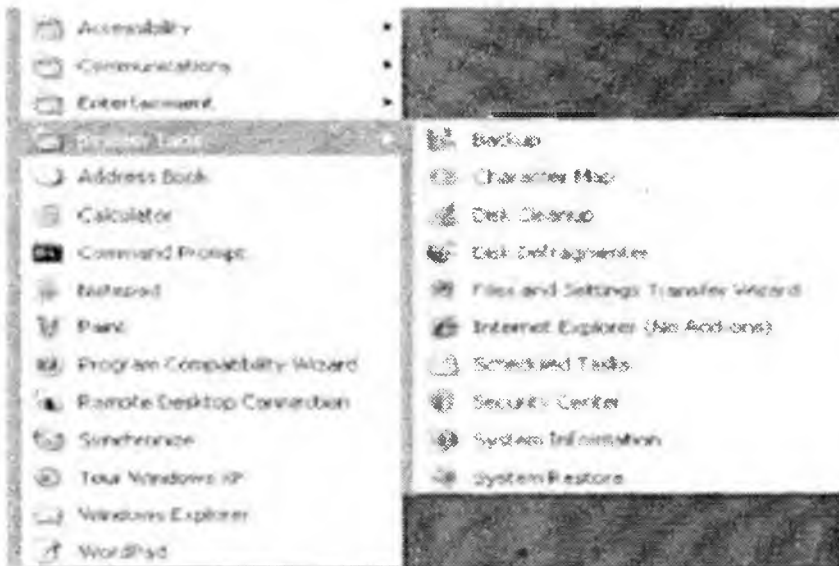 Accessibility
Communications
Entertainment
System Tools
Address Book
Calculator
Command Prompt
Notepad
Paint
Program Compatibility Wizard
Remote Desktop Connection
Synchronize
Tour Windows XP
Windows Explorer
WordPad
Backup
Character Map
Disk Cleanup
Disk Defragmenter
Files and Settings Transfer Wizard
Internet Explorer (No Add-ons)
Scheduled Tasks
Security Center
System Information
System Restore